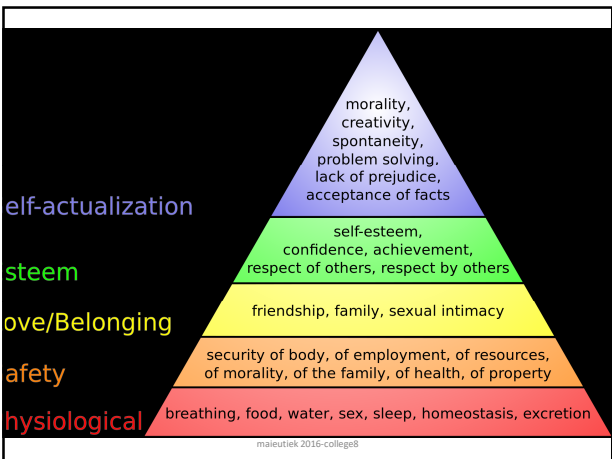 morality,
creativity,
spontaneity,
problem solving,
lack of prejudice,
acceptance of facts
elf-actualization
self-esteem,
confidence, achievement,
respect of others, respect by others
steem
friendship, family, sexual intimacy
ove/Belonging
security of body, of employment, of resources,
of morality, of the family, of health, of property
afety
breathing, food, water, sex, sleep, homeostasis, excretion
hysiological
maieutiek 2016-college8